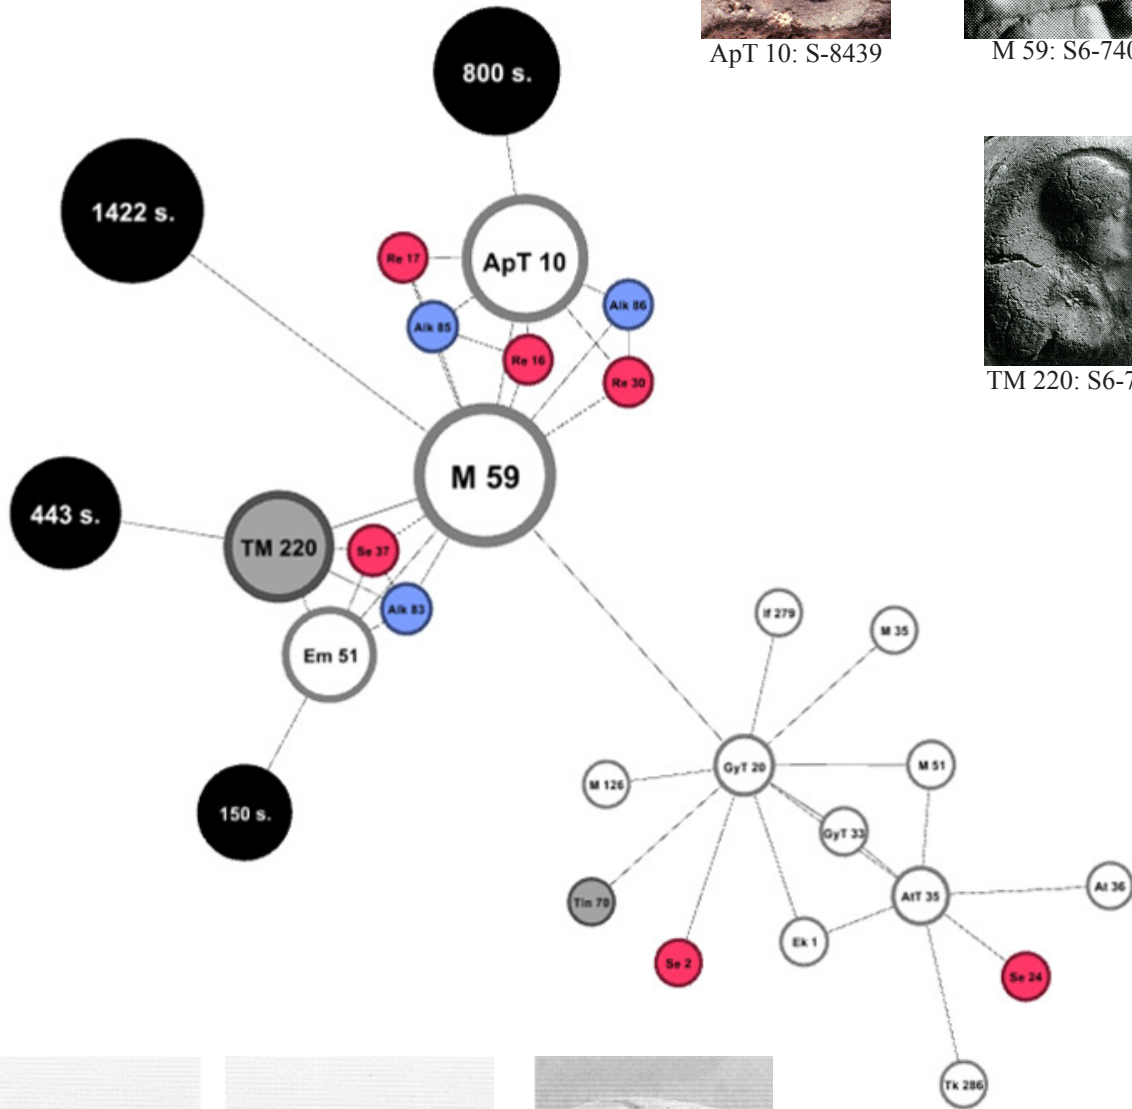 ApT 10: S-8439
M 59: S6-740
800 s.
1422 s.
Re 17
ApT 10
Alk 86
Alk 85
Re 16
Re 30
M 59
TM 220: S6-7
443 s.
TM 220
Se 37
Alk 83
Em 51
If 279
M 35
GyT 20
M 51
M 126
150 s.
GyT 33
AtT 35
At 36
Tln 70
Ek 1
Se 2
Se 24
Tk 286